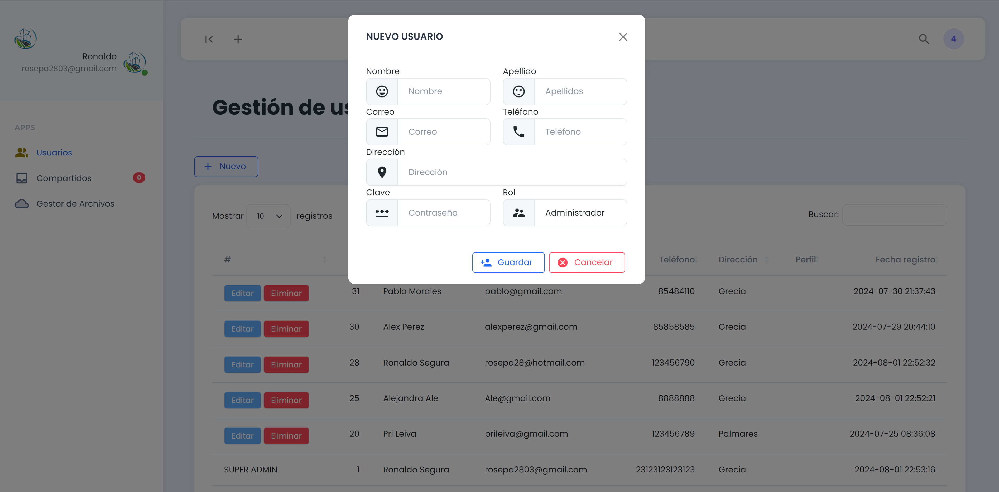 Ronaldo
rosepa2803@gmail.com
APPS
Usuarios
Compartidos 0
Gestor de Archivos
4
Gestión de us
Nuevo
Mostrar 10 registros
Buscar:
# Teléfono Dirección Perfil Fecha registro
Editar Eliminar 31 Pablo Morales pablo@gmail.com 85484110 Grecia 2024-07-30 21:37:43
Editar Eliminar 30 Alex Perez alexperez@gmail.com 85858585 Grecia 2024-07-29 20:44:10
Editar Eliminar 28 Ronaldo Segura rosepa28@hotmail.com 123456790 Grecia 2024-08-01 22:52:32
Editar Eliminar 25 Alejandra Ale Ale@gmail.com 8888888 Grecia 2024-08-01 22:52:21
Editar Eliminar 20 Pri Leiva prileiva@gmail.com 123456789 Palmares 2024-07-25 08:36:08
SUPER ADMIN 1 Ronaldo Segura rosepa2803@gmail.com 23123123123123 Grecia 2024-08-01 22:53:16
NUEVO USUARIO
Nombre Apellido
Nombre Apellidos
Correo Teléfono
Correo Teléfono
Dirección
Dirección
Clave Rol
*** Contraseña Administrador
Guardar Cancelar